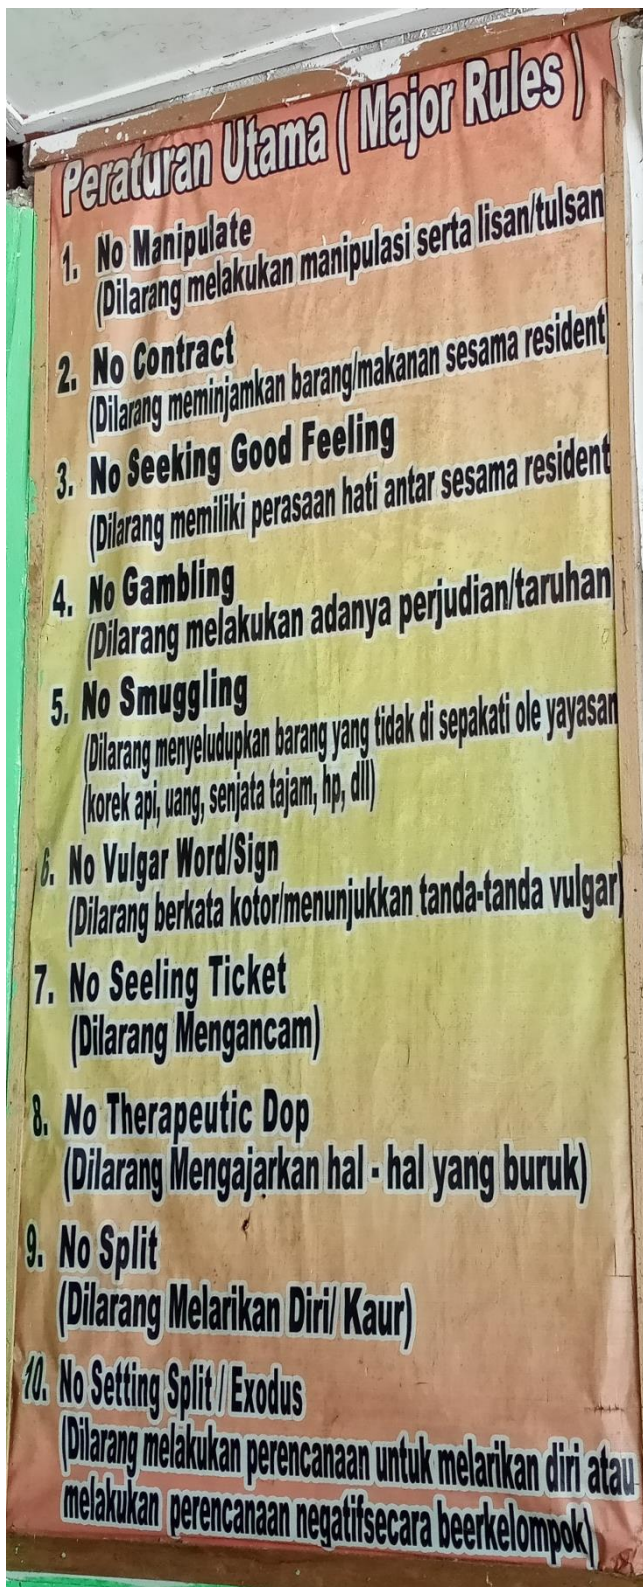 Peraturan Utama ( Major Rules )
1. No Manipulate
(Dilarang melakukan manipulasi serta lisan/tulsan
2. No Contract
(Dilarang meminjamkan barang/makanan sesama resident)
3. No Seeking Good Feeling
(Dilarang memiliki perasaan hati antar sesama resident
4. No Gambling
(Dilarang melakukan adanya perjudian/taruhan
5. No Smuggling
(Dilarang menyeludupkan barang yang tidak di sepakati ole yayasan
(korek api, uang, senjata tajam, hp, dll)
6. No Vulgar Word/Sign
(Dilarang berkata kotor/menunjukkan tanda-tanda vulgar)
7. No Seeling Ticket
(Dilarang Mengancam)
8. No Therapeutic Dop
(Dilarang Mengajarkan hal - hal yang buruk)
9. No Split
(Dilarang Melarikan Diri/ Kaur)
10. No Setting Split / Exodus
(Dilarang melakukan perencanaan untuk melarikan diri atau
melakukan perencanaan negatifsecara beerkelompok)